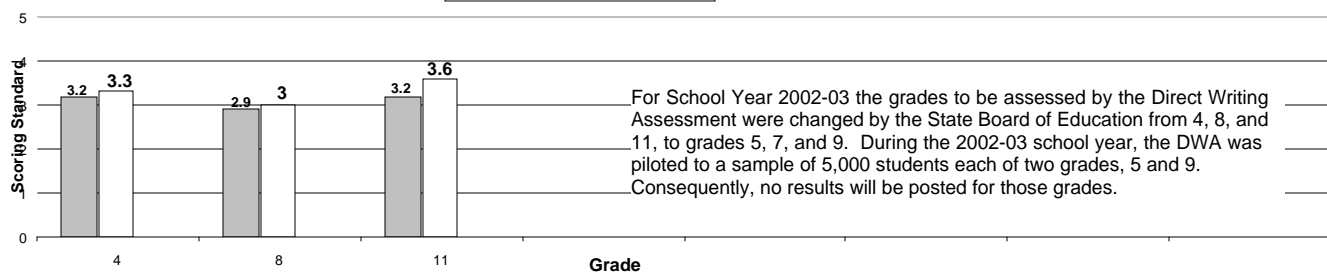 5
4
3
2
1
0
Scoring Standard
3.2
3.3
2.9
3
3.2
3.6
For School Year 2002-03 the grades to be assessed by the Direct Writing
Assessment were changed by the State Board of Education from 4, 8, and
11, to grades 5, 7, and 9.  During the 2002-03 school year, the DWA was
piloted to a sample of 5,000 students each of two grades, 5 and 9.
Consequently, no results will be posted for those grades.
4
8
11
Grade